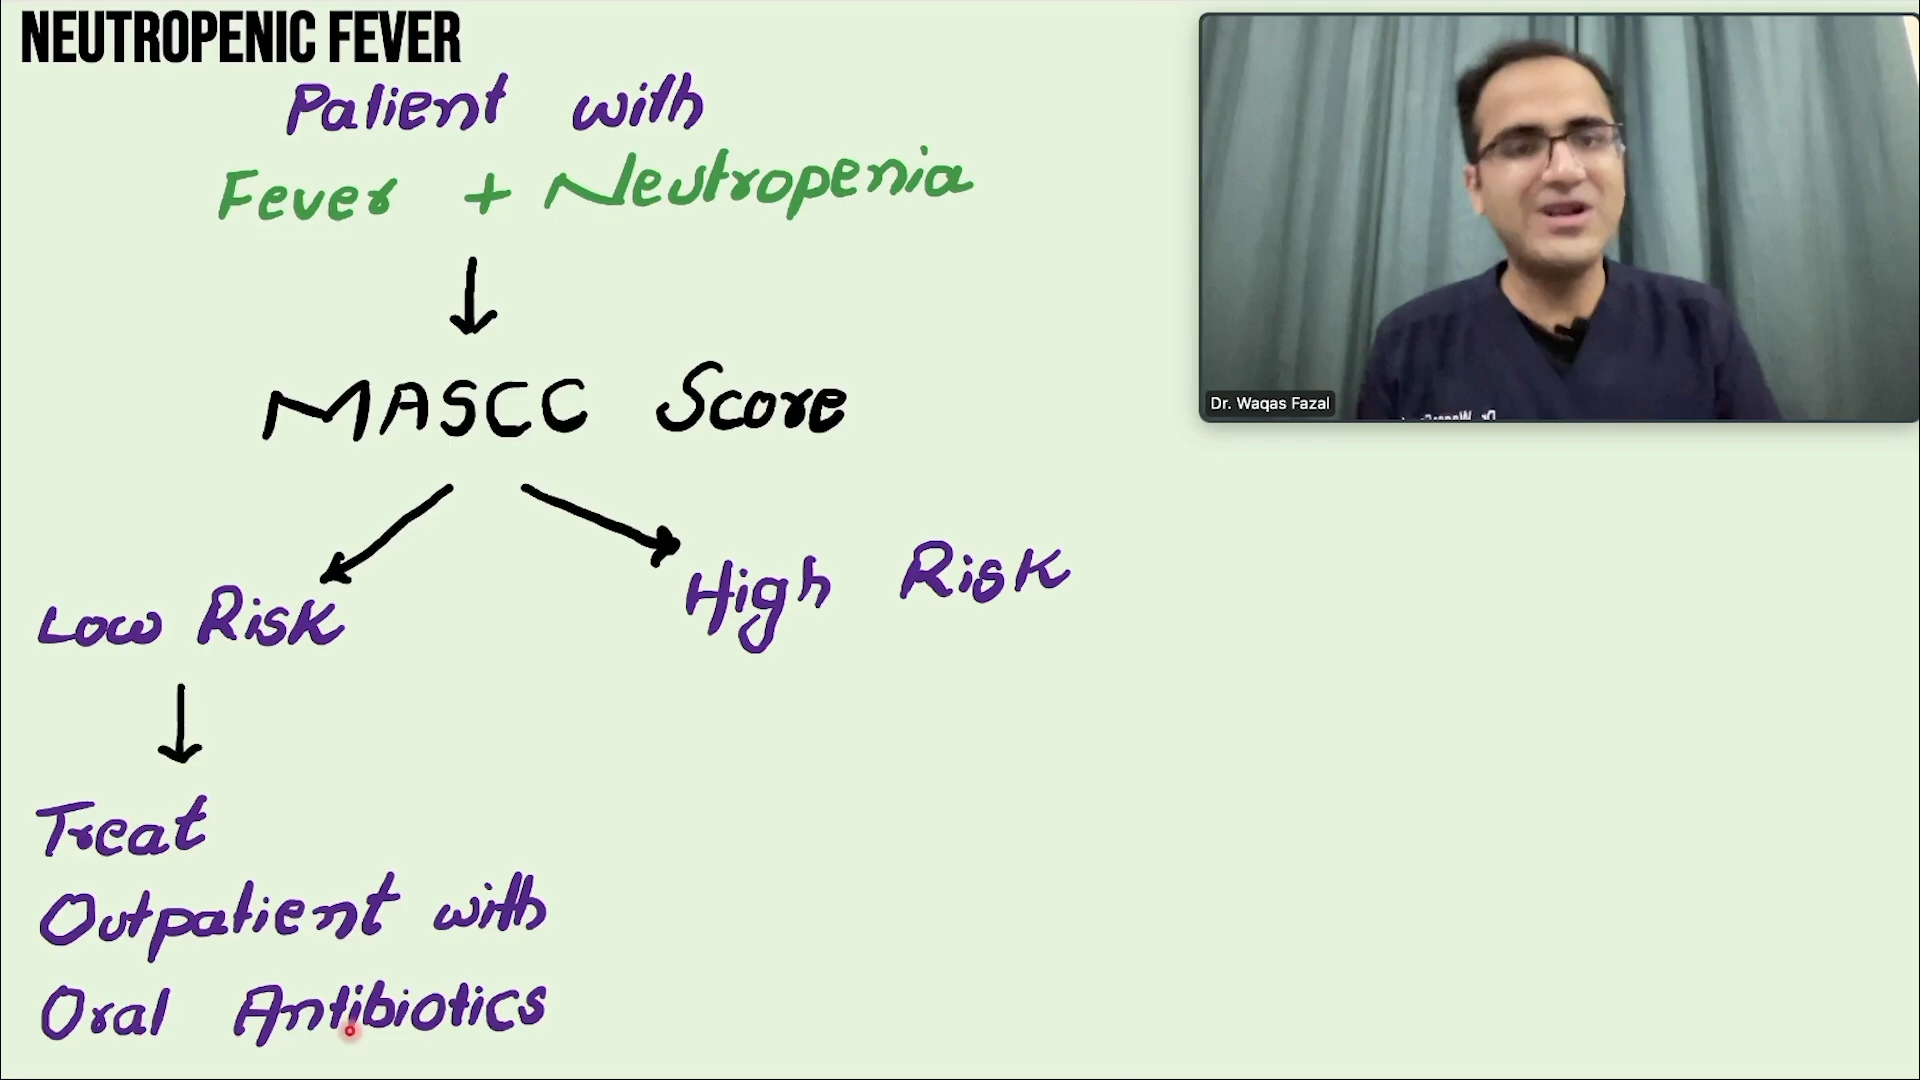 NEUTROPENIC FEVER
Patient with
Fever + Neutropenia
MASCC Score
Low Risk
High Risk
Treat
Outpatient with
Oral Antibiotics
Dr. Waqas Fazal